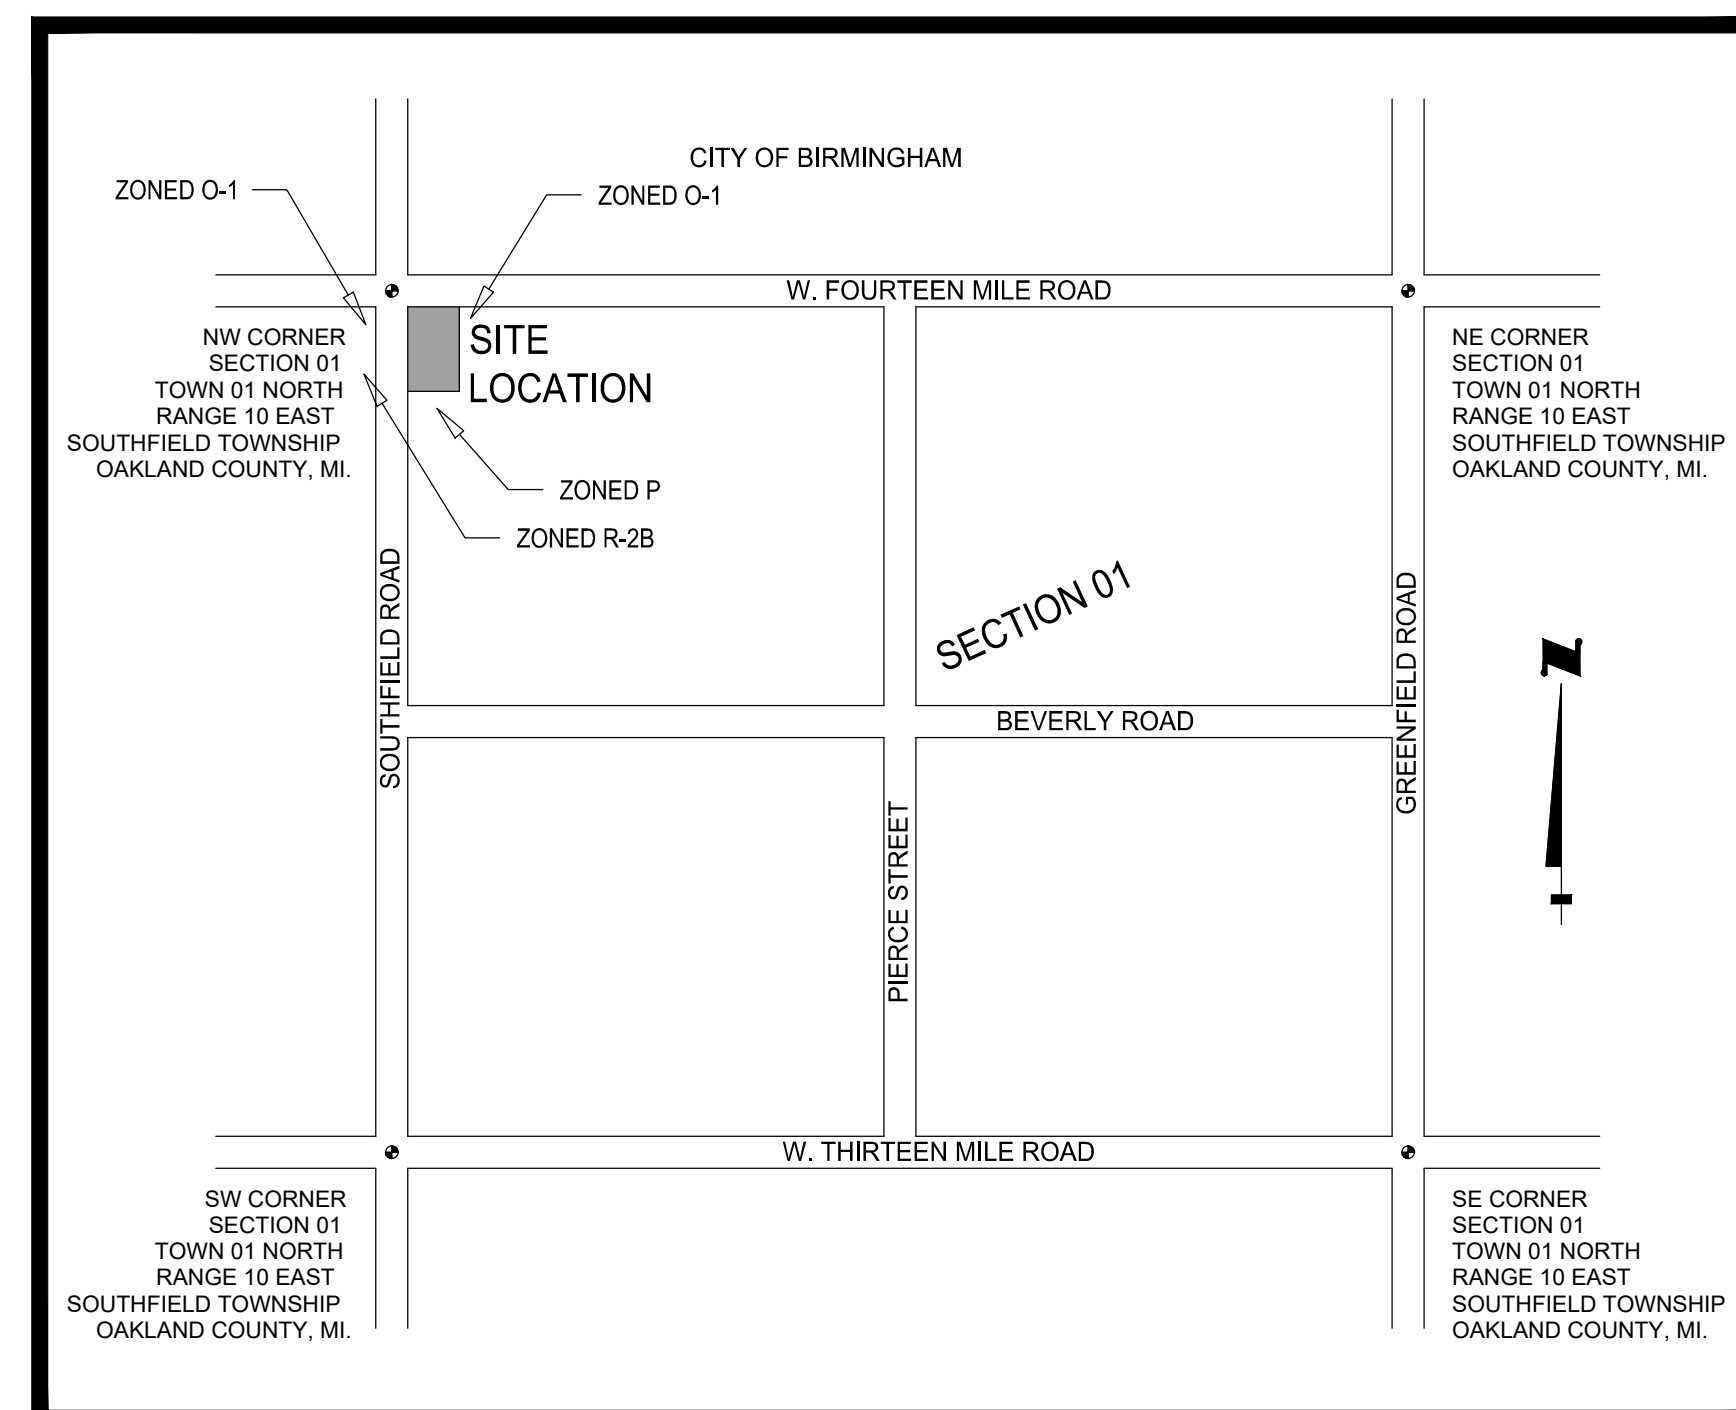 CITY OF BIRMINGHAM
ZONED O-1
ZONED O-1
W. FOURTEEN MILE ROAD
NW CORNER
SECTION 01
TOWN 01 NORTH
RANGE 10 EAST
SOUTHFIELD TOWNSHIP
OAKLAND COUNTY, MI.
SITE
LOCATION
NE CORNER
SECTION 01
TOWN 01 NORTH
RANGE 10 EAST
SOUTHFIELD TOWNSHIP
OAKLAND COUNTY, MI.
ZONED P
ZONED R-2B
SOUTHFIELD ROAD
SECTION 01
GREENFIELD ROAD
N
BEVERLY ROAD
PIERCE STREET
W. THIRTEEN MILE ROAD
SW CORNER
SECTION 01
TOWN 01 NORTH
RANGE 10 EAST
SOUTHFIELD TOWNSHIP
OAKLAND COUNTY, MI.
SE CORNER
SECTION 01
TOWN 01 NORTH
RANGE 10 EAST
SOUTHFIELD TOWNSHIP
OAKLAND COUNTY, MI.